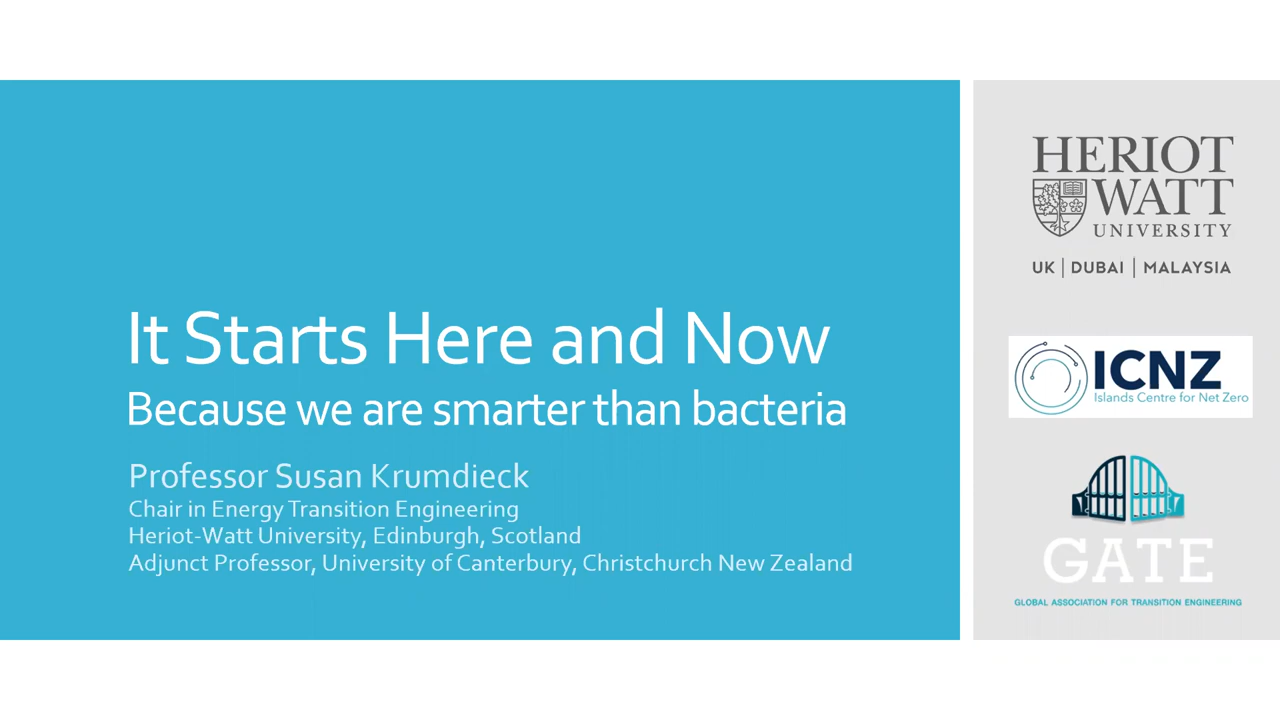 It Starts Here and Now
Because we are smarter than bacteria
Professor Susan Krumdieck
Chair in Energy Transition Engineering
Heriot-Watt University, Edinburgh, Scotland
Adjunct Professor, University of Canterbury, Christchurch New Zealand
HERIOT
WATT
UNIVERSITY
UK | DUBAI | MALAYSIA
ICNZ
Islands Centre for Net Zero
GATE
GLOBAL ASSOCIATION FOR TRANSITION ENGINEERING